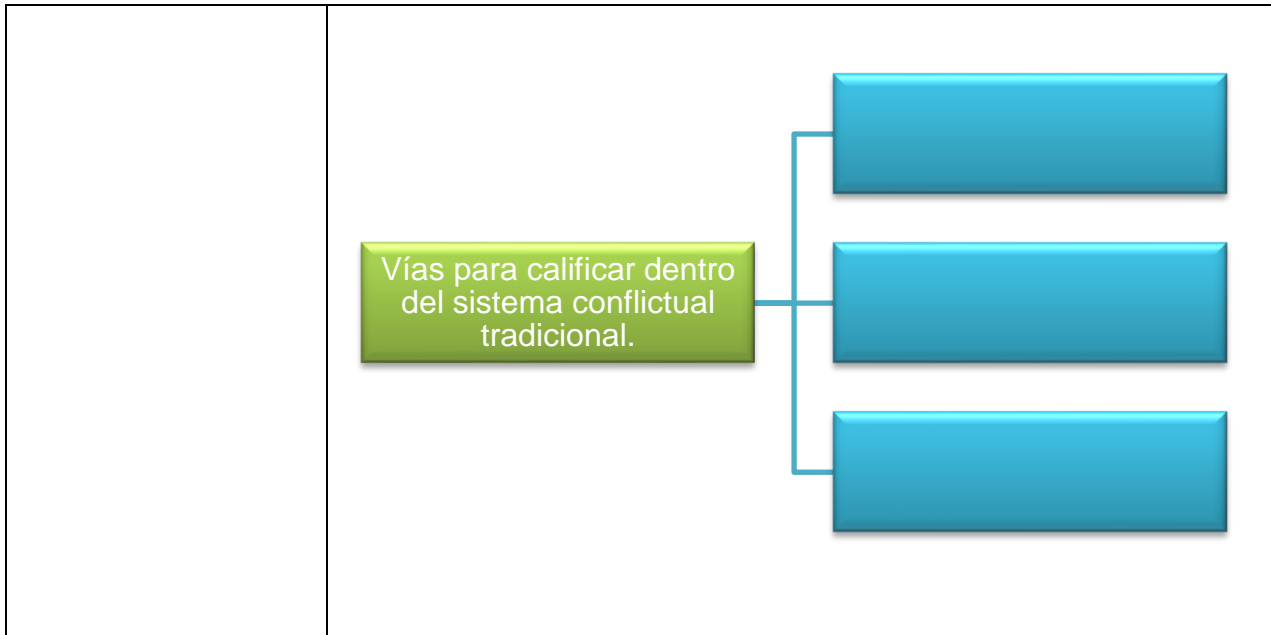 Vías para calificar dentro
del sistema conflictual
tradicional.